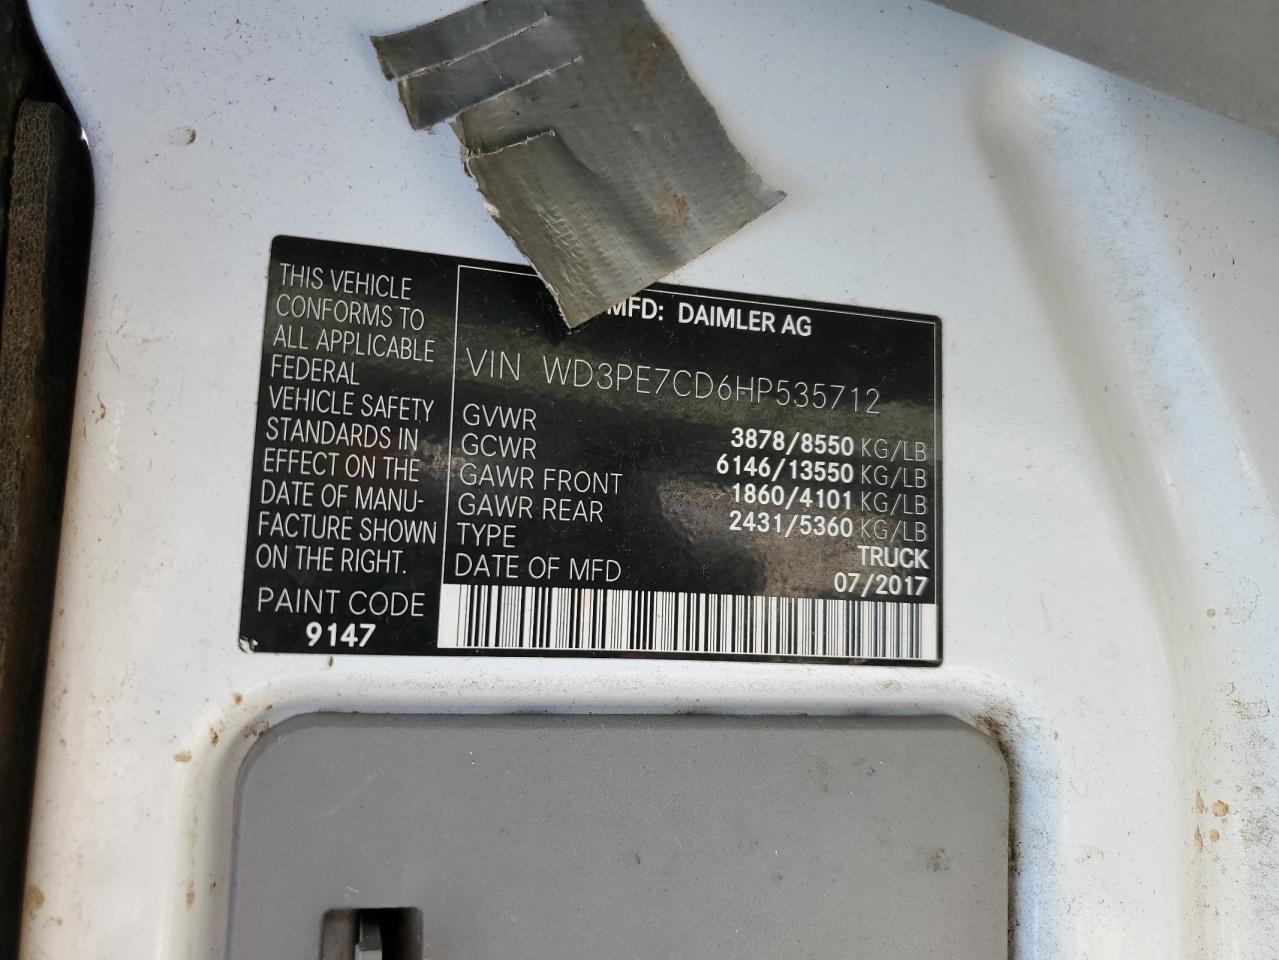 THIS VEHICLE
CONFORMS TO
ALL APPLICABLE
FEDERAL
VEHICLE SAFETY
STANDARDS IN
EFFECT ON THE
DATE OF MANU-
FACTURE SHOWN
ON THE RIGHT.
PAINT CODE
9147
MFD: DAIMLER AG
VIN WD3PE7CD6HP535712
GVWR 3878/8550 KG/LB
GCWR 6146/13550 KG/LB
GAWR FRONT 1860/4101 KG/LB
GAWR REAR 2431/5360 KG/LB
TYPE TRUCK
DATE OF MFD 07/2017